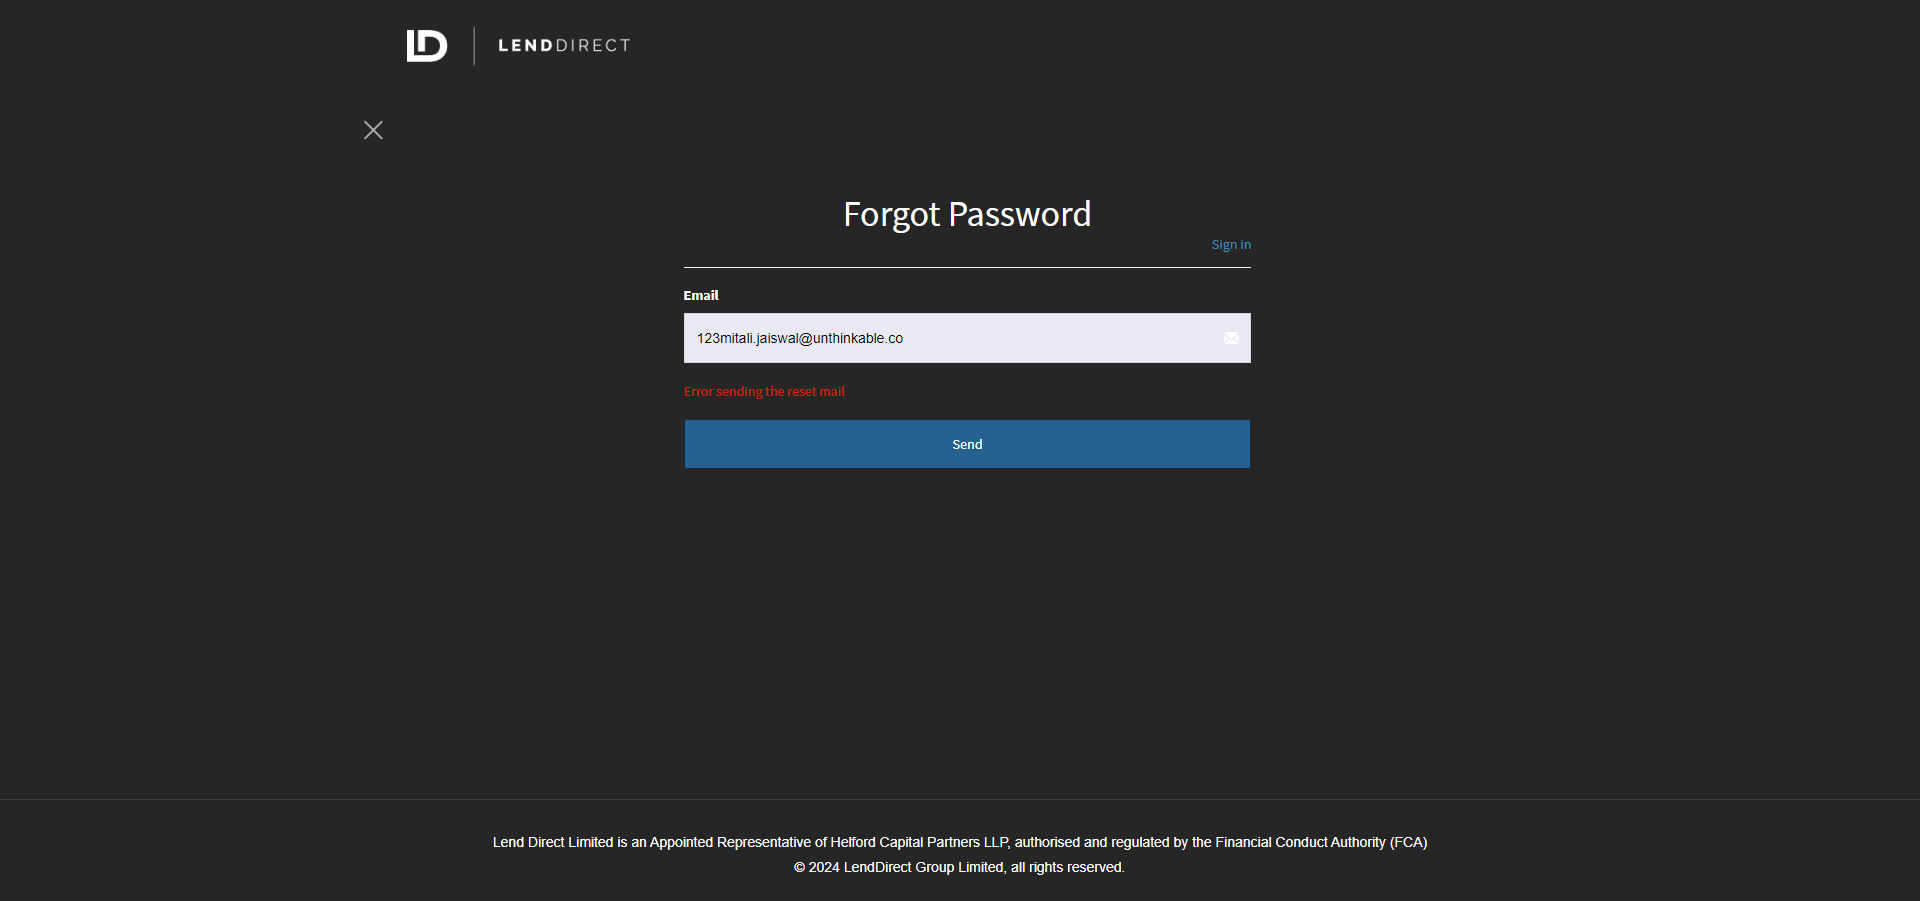 LD
LENDDIRECT
Forgot Password
Sign in
Email
123mitali.jaiswal@unthinkable.co
Error sending the reset mail
Send
Lend Direct Limited is an Appointed Representative of Helford Capital Partners LLP, authorised and regulated by the Financial Conduct Authority (FCA)
© 2024 LendDirect Group Limited, all rights reserved.